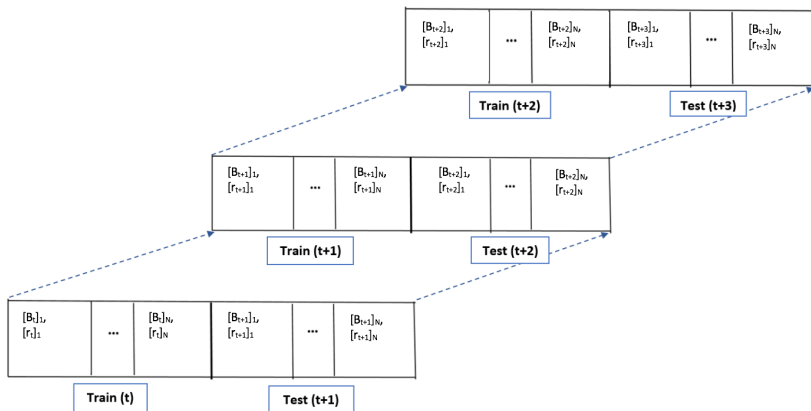 [Bₜ₊₂]₁, [Bₜ₊₂]N, [Bₜ₊₃]₁, [Bₜ₊₃]N,
[rₜ₊₂]₁ ... [rₜ₊₂]N [rₜ₊₃]₁ ... [rₜ₊₃]N
Train (t+2) Test (t+3)
[Bₜ₊₁]₁, [Bₜ₊₁]N, [Bₜ₊₂]₁, [Bₜ₊₂]N,
[rₜ₊₁]₁ ... [rₜ₊₁]N [rₜ₊₂]₁ ... [rₜ₊₂]N
Train (t+1) Test (t+2)
[Bₜ]₁, [Bₜ]N, [Bₜ₊₁]₁, [Bₜ₊₁]N,
[rₜ]₁ ... [rₜ]N [rₜ₊₁]₁ ... [rₜ₊₁]N
Train (t) Test (t+1)